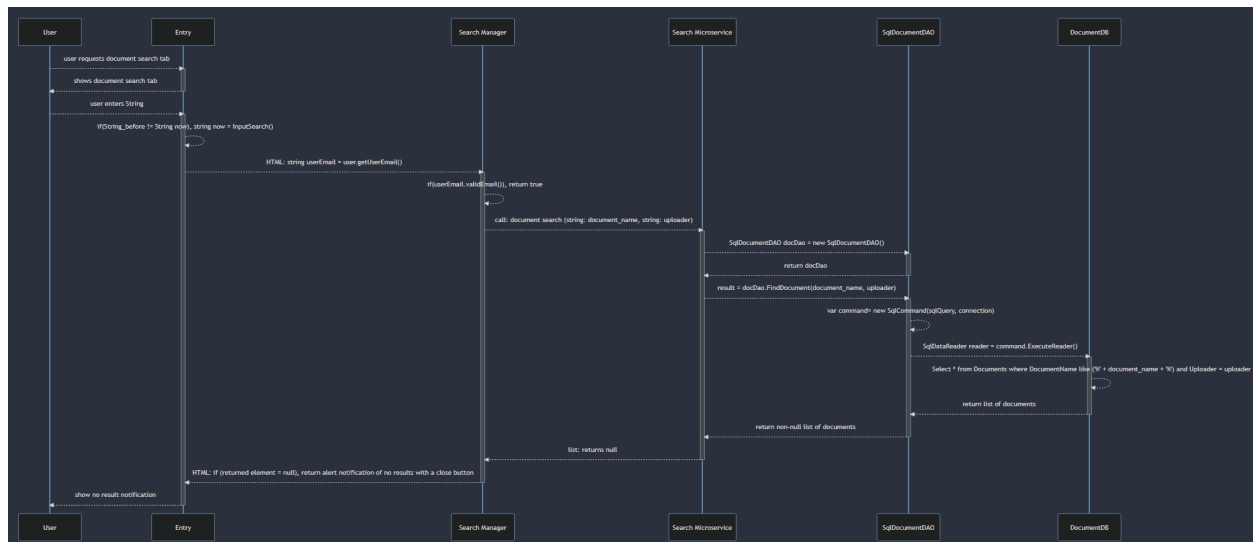 User Entry Search Manager Search Microservice SqlDocumentDAO DocumentDB
user requests document search tab
shows document search tab
user enters String
if(String_before != String now), string now = InputSearch()
HTML: string userEmail = user.getUserEmail()
if(userEmail.validEmail()), return true
call: document search (string: document_name, string: uploader)
SqlDocumentDAO docDao = new SqlDocumentDAO()
return docDao
result = docDao.FindDocument(document_name, uploader)
var command= new SqlCommand(sqlQuery, connection)
SqlDataReader reader = command.ExecuteReader()
Select * from Documents where DocumentName like ('%' + document_name + '%') and Uploader = uploader
return list of documents
return non-null list of documents
list: returns null
HTML: if (returned element = null), return alert notification of no results with a close button
show no result notification
User Entry Search Manager Search Microservice SqlDocumentDAO DocumentDB